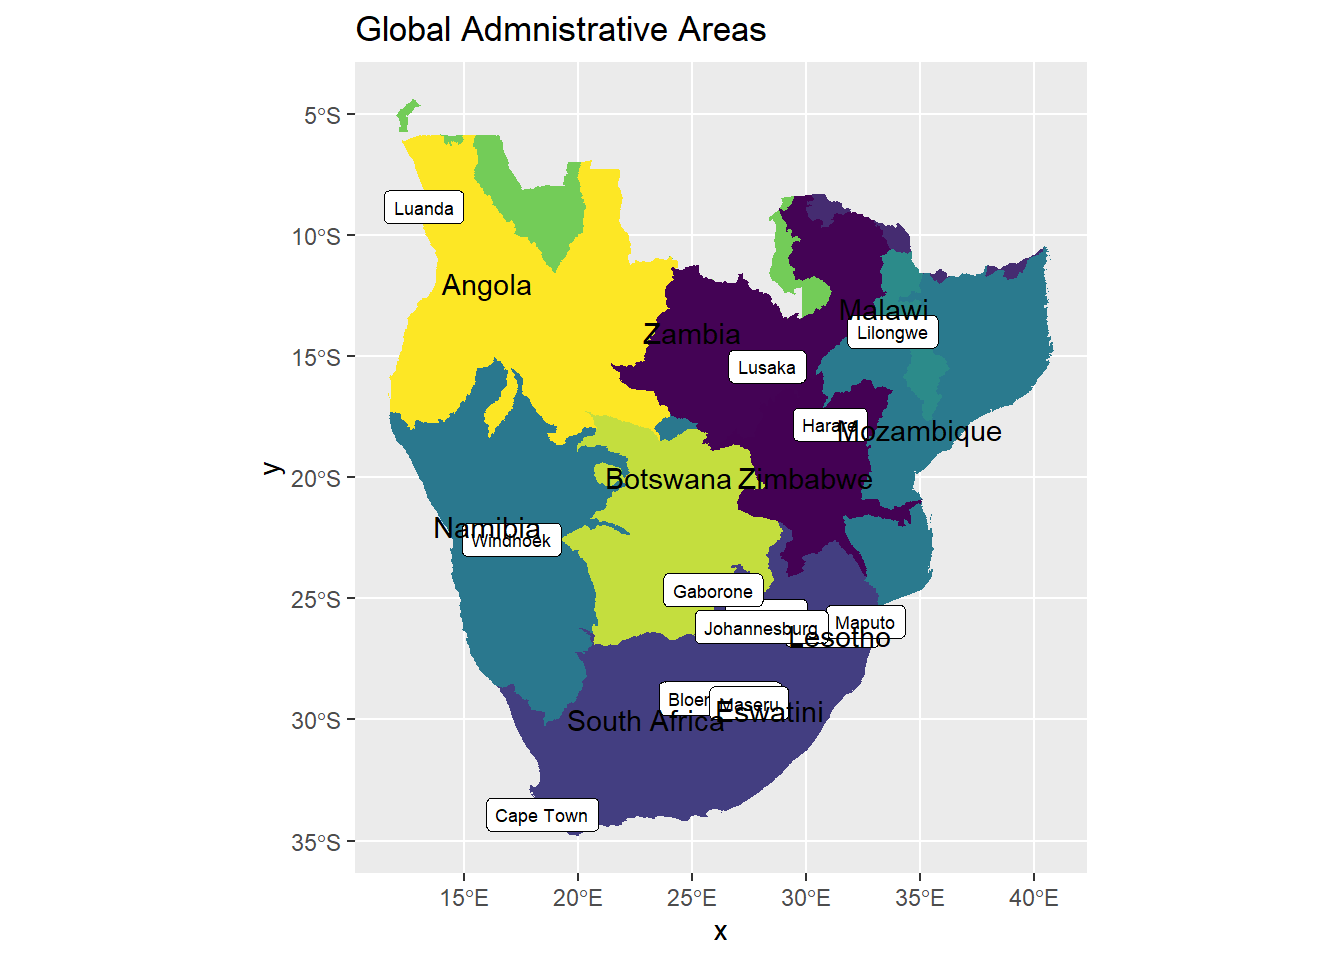 Global Admnistrative Areas
5°S
10°S
15°S
20°S
25°S
30°S
35°S
y
Luanda
Angola
Zambia
Malawi
Lilongwe
Lusaka
Harare
Mozambique
Botswana
Zimbabwe
Namibia
Windhoek
Gaborone
Johannesburg
Maputo
Lesotho
Bloem
Maseru
Eswatini
South Africa
Cape Town
15°E
20°E
25°E
30°E
35°E
40°E
x